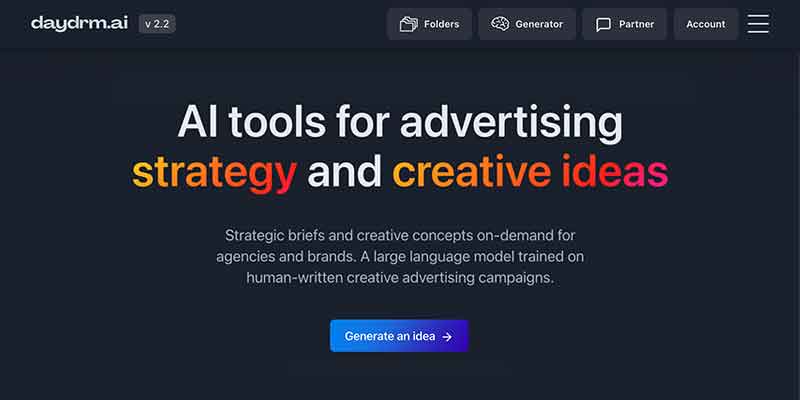 daydrm.ai v 2.2 Folders Generator Partner Account
AI tools for advertising
strategy and creative ideas
Strategic briefs and creative concepts on-demand for
agencies and brands. A large language model trained on
human-written creative advertising campaigns.
Generate an idea →